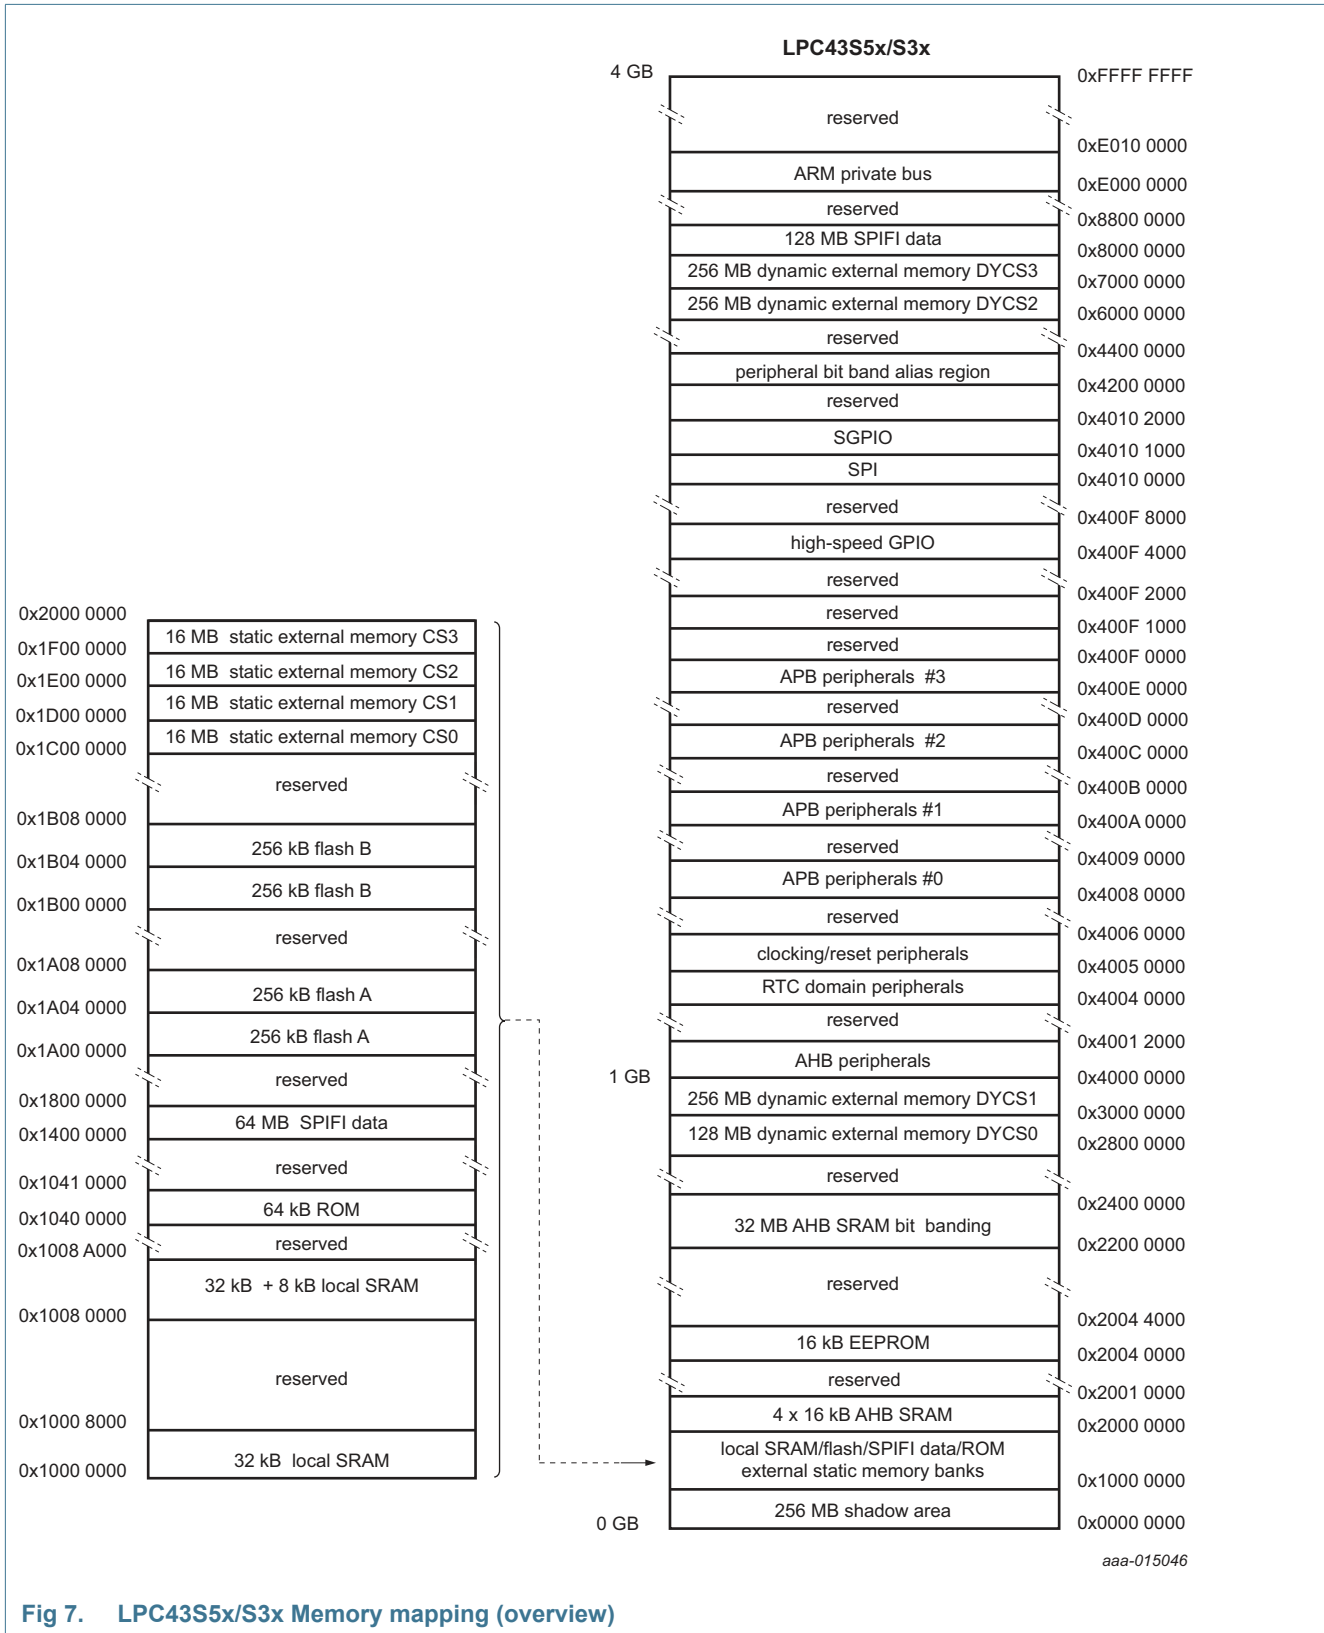 LPC43S5x/S3x
4 GB
0xFFFF FFFF
reserved
0xE010 0000
ARM private bus
0xE000 0000
reserved
0x8800 0000
128 MB SPIFI data
0x8000 0000
256 MB dynamic external memory DYCS3
0x7000 0000
256 MB dynamic external memory DYCS2
0x6000 0000
reserved
0x4400 0000
peripheral bit band alias region
0x4200 0000
reserved
0x4010 2000
SGPIO
0x4010 1000
SPI
0x4010 0000
reserved
0x400F 8000
high-speed GPIO
0x400F 4000
reserved
0x400F 2000
reserved
0x400F 1000
reserved
0x400F 0000
APB peripherals #3
0x400E 0000
reserved
0x400D 0000
APB peripherals #2
0x400C 0000
reserved
0x400B 0000
APB peripherals #1
0x400A 0000
reserved
0x4009 0000
APB peripherals #0
0x4008 0000
reserved
0x4006 0000
clocking/reset peripherals
0x4005 0000
RTC domain peripherals
0x4004 0000
reserved
0x4001 2000
AHB peripherals
1 GB
0x4000 0000
256 MB dynamic external memory DYCS1
0x3000 0000
128 MB dynamic external memory DYCS0
0x2800 0000
reserved
0x2400 0000
32 MB AHB SRAM bit banding
0x2200 0000
reserved
0x2004 4000
16 kB EEPROM
0x2004 0000
reserved
0x2001 0000
4 x 16 kB AHB SRAM
0x2000 0000
local SRAM/flash/SPIFI data/ROM
external static memory banks
0x1000 0000
256 MB shadow area
0 GB
0x0000 0000
0x2000 0000
16 MB static external memory CS3
0x1F00 0000
16 MB static external memory CS2
0x1E00 0000
16 MB static external memory CS1
0x1D00 0000
16 MB static external memory CS0
0x1C00 0000
reserved
0x1B08 0000
256 kB flash B
0x1B04 0000
256 kB flash B
0x1B00 0000
reserved
0x1A08 0000
256 kB flash A
0x1A04 0000
256 kB flash A
0x1A00 0000
reserved
0x1800 0000
64 MB SPIFI data
0x1400 0000
reserved
0x1041 0000
64 kB ROM
0x1040 0000
reserved
0x1008 A000
32 kB + 8 kB local SRAM
0x1008 0000
reserved
0x1000 8000
32 kB local SRAM
0x1000 0000
aaa-015046
Fig 7. LPC43S5x/S3x Memory mapping (overview)